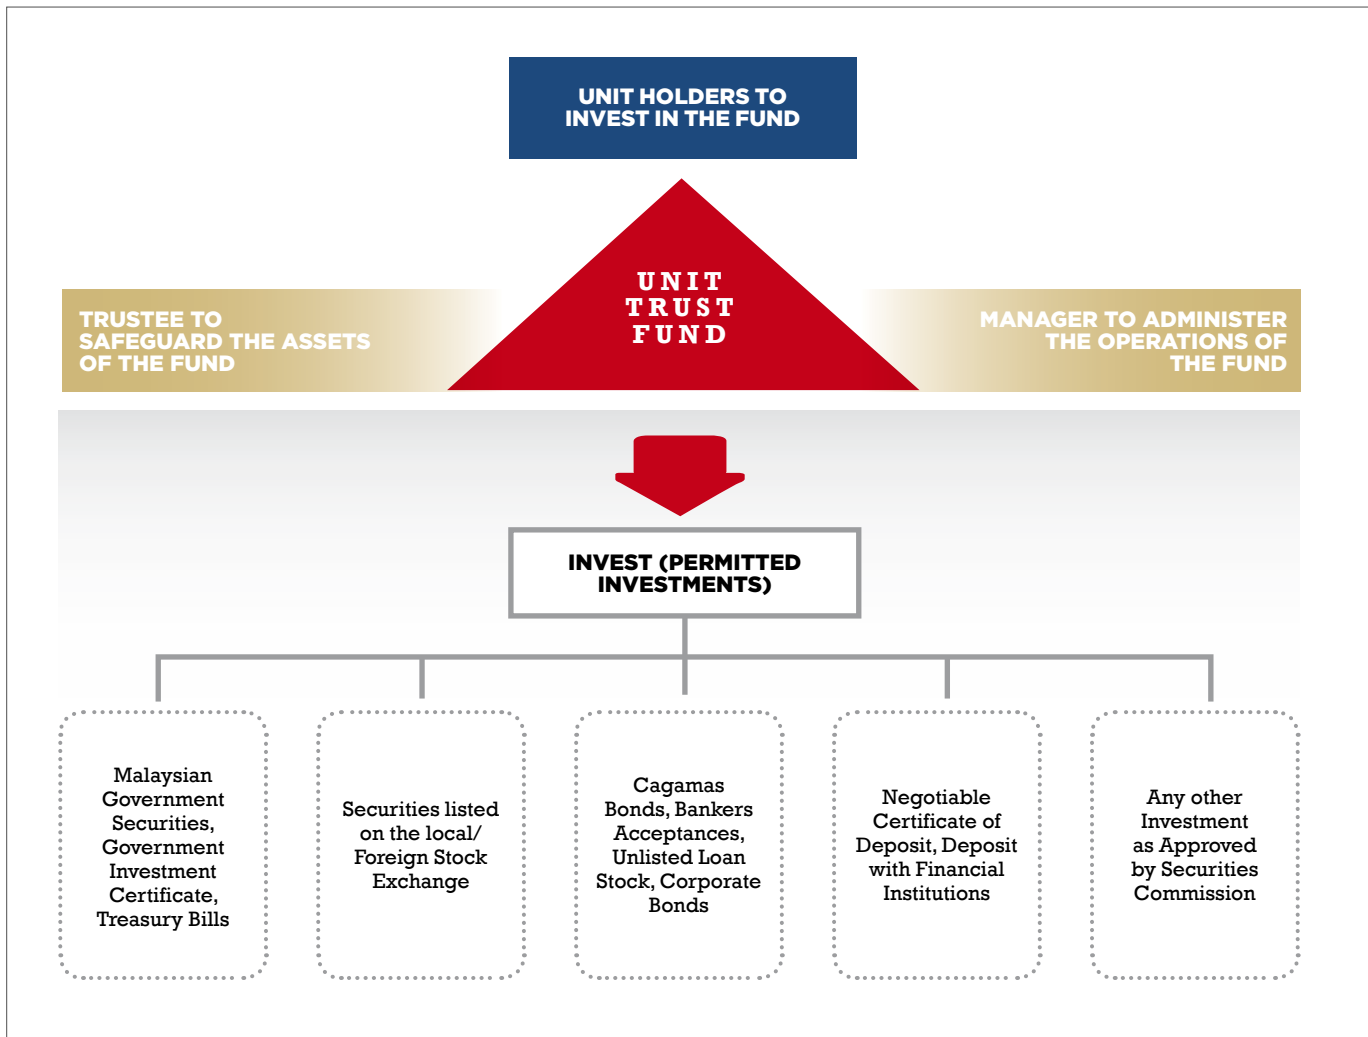 UNIT HOLDERS TO
INVEST IN THE FUND
UNIT
TRUST
FUND
TRUSTEE TO
SAFEGUARD THE ASSETS
OF THE FUND
MANAGER TO ADMINISTER
THE OPERATIONS OF
THE FUND
INVEST (PERMITTED
INVESTMENTS)
Malaysian
Government
Securities,
Government
Investment
Certificate,
Treasury Bills
Securities listed
on the local/
Foreign Stock
Exchange
Cagamas
Bonds, Bankers
Acceptances,
Unlisted Loan
Stock, Corporate
Bonds
Negotiable
Certificate of
Deposit, Deposit
with Financial
Institutions
Any other
Investment
as Approved
by Securities
Commission